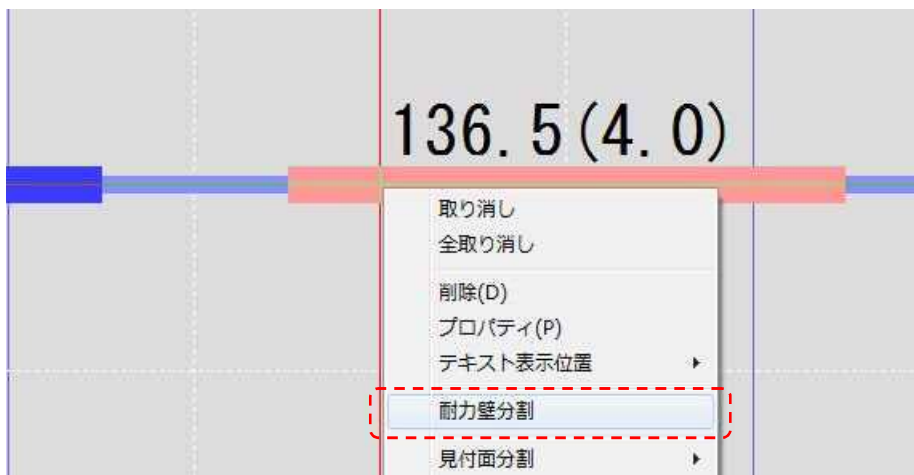 136.5(4.0)
取り消し
全取り消し
削除(D)
プロパティ(P)
テキスト表示位置
耐力壁分割
見付面分割